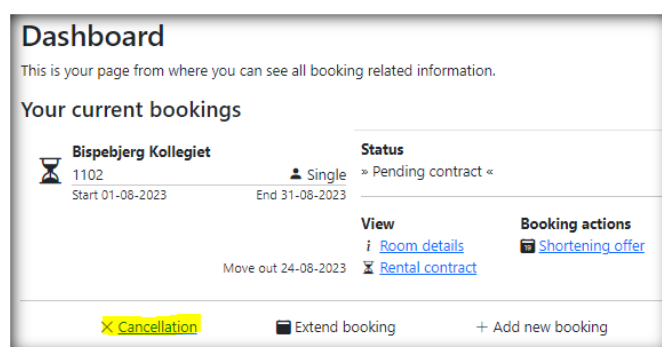 Dashboard
This is your page from where you can see all booking related information.
Your current bookings
Bispebjerg Kollegiet
1102 Single
Start 01-08-2023 End 31-08-2023
Move out 24-08-2023
Status
» Pending contract «
View
i Room details
Rental contract
Booking actions
19 Shortening offer
× Cancellation Extend booking + Add new booking